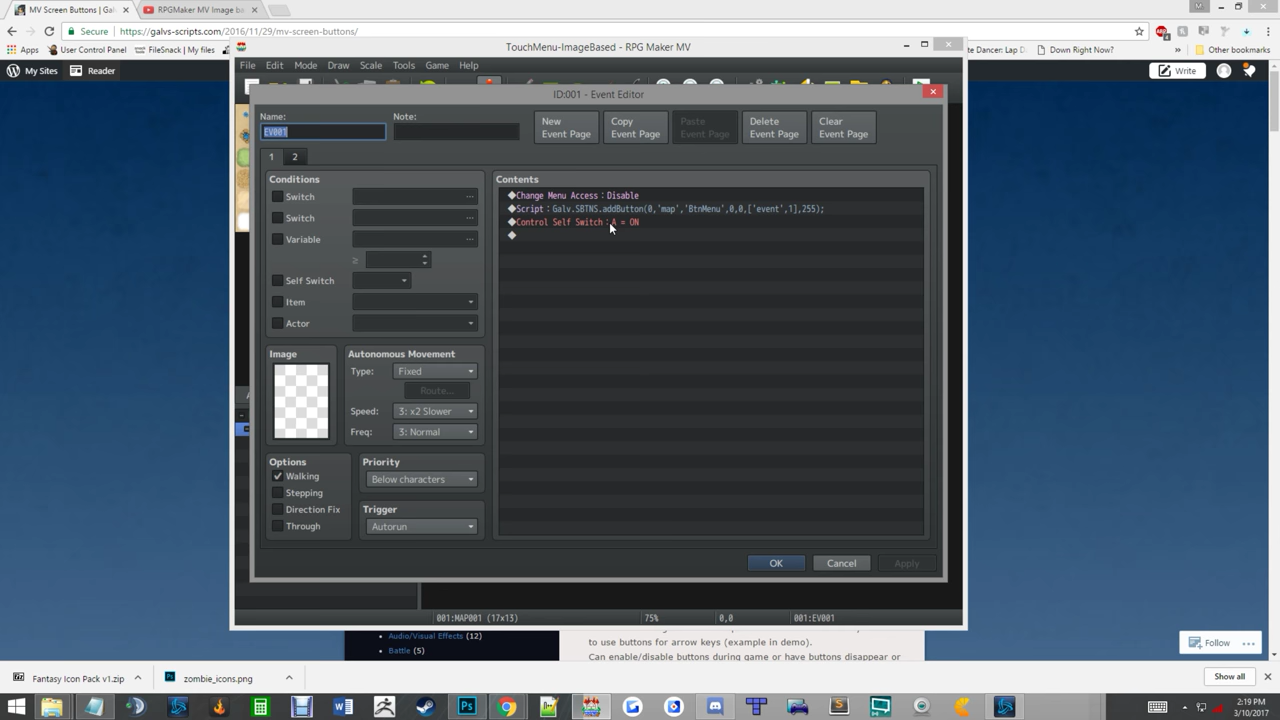 MV Screen Buttons | Galv
RPGMaker MV Image ba
Secure
https://galvs-scripts.com/2016/11/29/mv-screen-buttons/
Apps
User Control Panel
FileSnack | My files
te Dancer: Lap D
Down Right Now?
Other bookmarks
My Sites
Reader
Write
TouchMenu-ImageBased - RPG Maker MV
File Edit Mode Draw Scale Tools Game Help
ID:001 - Event Editor
Name:
Note:
EV001
New Event Page
Copy Event Page
Paste Event Page
Delete Event Page
Clear Event Page
1 2
Conditions
Switch
Switch
Variable
≥
Self Switch
Item
Actor
Image
Autonomous Movement
Type: Fixed
Route...
Speed: 3: x2 Slower
Freq: 3: Normal
Options
Walking
Stepping
Direction Fix
Through
Priority
Below characters
Trigger
Autorun
Contents
◆Change Menu Access：Disable
◆Script：Galv.SBTNS.addButton(0,'map','BtnMenu',0,0,['event',1],255);
◆Control Self Switch：A = ON
◆
OK
Cancel
Apply
001:MAP001 (17x13)
75%
0,0
001:EV001
Audio/Visual Effects (12)
Battle (5)
to use buttons for arrow keys (example in demo).
Can enable/disable buttons during game or have buttons disappear or
Follow
Fantasy Icon Pack v1.zip
zombie_icons.png
Show all
2:19 PM
3/10/2017